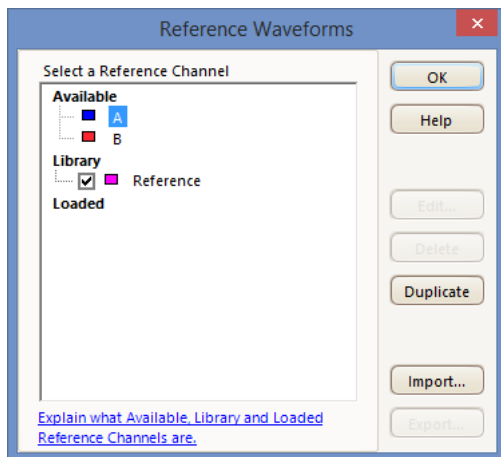 Reference Waveforms
Select a Reference Channel
Available
A
B
Library
Reference
Loaded
OK
Help
Edit...
Delete
Duplicate
Import...
Export...
Explain what Available, Library and Loaded
Reference Channels are.